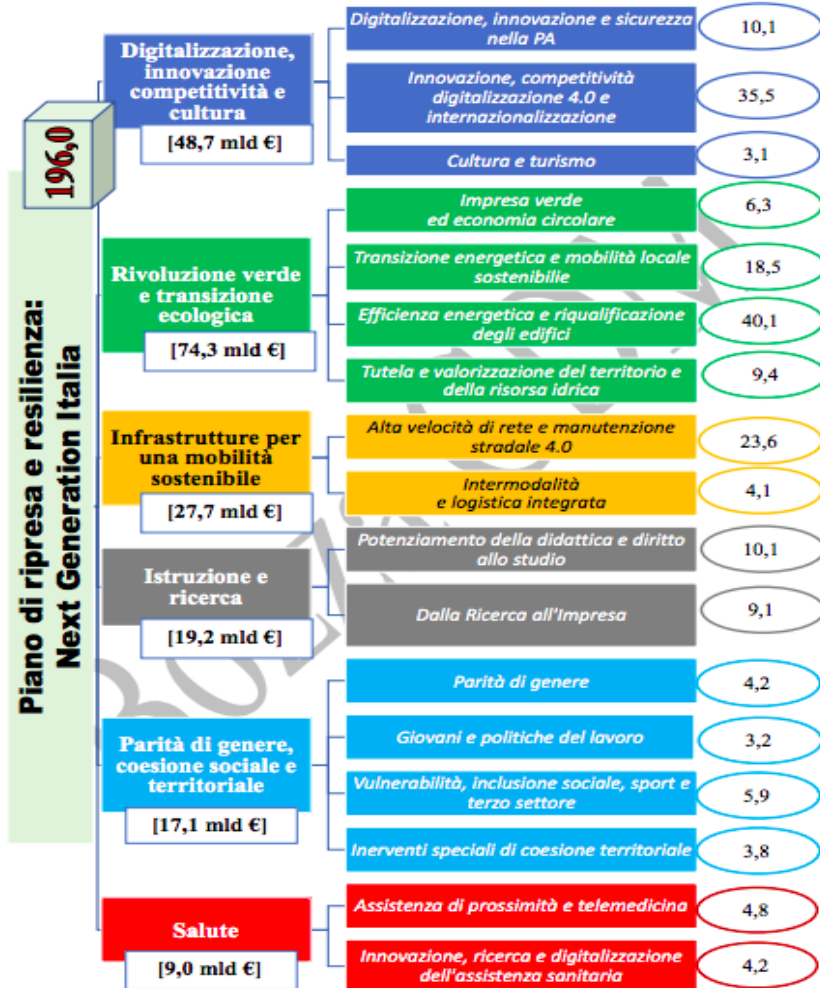 Piano di ripresa e resilienza:
Next Generation Italia
196,0
Digitalizzazione,
innovazione
competitività e
cultura
[48,7 mld €]
Digitalizzazione, innovazione e sicurezza
nella PA
10,1
Innovazione, competitività
digitalizzazione 4.0 e
internazionalizzazione
35,5
Cultura e turismo
3,1
Rivoluzione verde
e transizione
ecologica
[74,3 mld €]
Impresa verde
ed economia circolare
6,3
Transizione energetica e mobilità locale
sostenibilie
18,5
Efficienza energetica e riqualificazione
degli edifici
40,1
Tutela e valorizzazione del territorio e
della risorsa idrica
9,4
Infrastrutture per
una mobilità
sostenibile
[27,7 mld €]
Alta velocità di rete e manutenzione
stradale 4.0
23,6
Intermodalità
e logistica integrata
4,1
Istruzione e
ricerca
[19,2 mld €]
Potenziamento della didattica e diritto
allo studio
10,1
Dalla Ricerca all'Impresa
9,1
Parità di genere,
coesione sociale e
territoriale
[17,1 mld €]
Parità di genere
4,2
Giovani e politiche del lavoro
3,2
Vulnerabilità, inclusione sociale, sport e
terzo settore
5,9
Inerventi speciali di coesione territoriale
3,8
Salute
[9,0 mld €]
Assistenza di prossimità e telemedicina
4,8
Innovazione, ricerca e digitalizzazione
dell'assistenza sanitaria
4,2